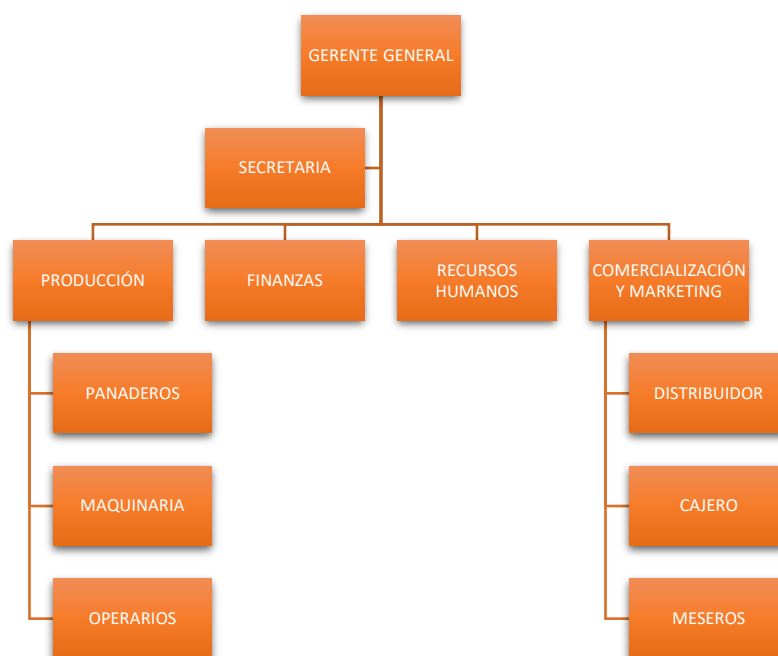 GERENTE GENERAL
SECRETARIA
PRODUCCIÓN
FINANZAS
RECURSOS
HUMANOS
COMERCIALIZACIÓN
Y MARKETING
PANADEROS
DISTRIBUIDOR
MAQUINARIA
CAJERO
OPERARIOS
MESEROS